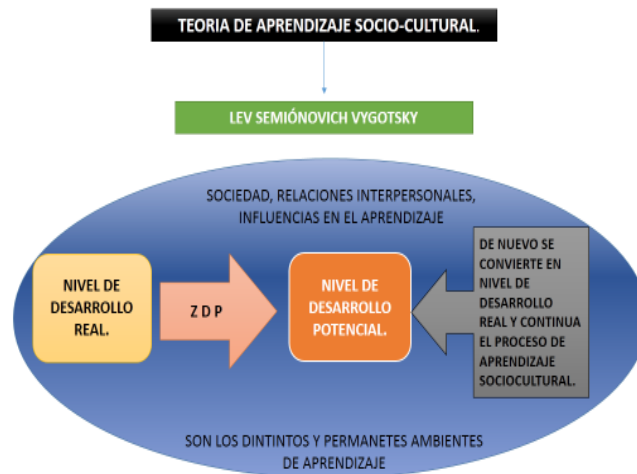 TEORIA DE APRENDIZAJE SOCIO-CULTURAL.
LEV SEMIÓNOVICH VYGOTSKY
SOCIEDAD, RELACIONES INTERPERSONALES,
INFLUENCIAS EN EL APRENDIZAJE
NIVEL DE
DESARROLLO
REAL.
Z D P
NIVEL DE
DESARROLLO
POTENCIAL.
DE NUEVO SE
CONVIERTE EN
NIVEL DE
DESARROLLO
REAL Y CONTINUA
EL PROCESO DE
APRENDIZAJE
SOCIOCULTURAL.
SON LOS DINTINTOS Y PERMANETES AMBIENTES
DE APRENDIZAJE